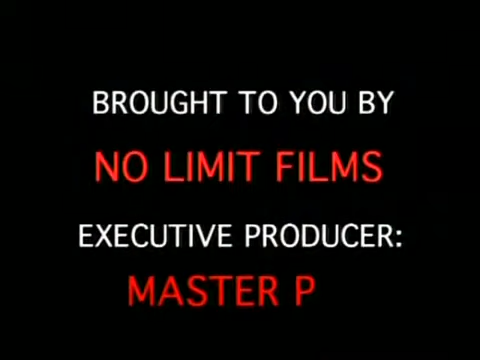 BROUGHT TO YOU BY
NO LIMIT FILMS
EXECUTIVE PRODUCER:
MASTER P